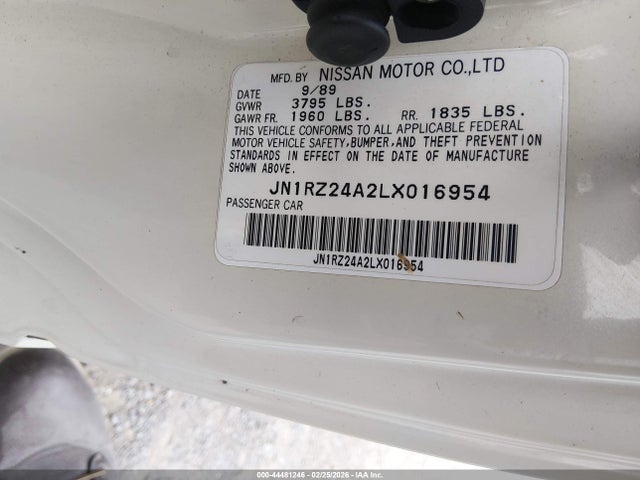 MFD. BY NISSAN MOTOR CO.,LTD
DATE 9/89
GVWR 3795 LBS.
GAWR FR. 1960 LBS. RR. 1835 LBS.
THIS VEHICLE CONFORMS TO ALL APPLICABLE FEDERAL
MOTOR VEHICLE SAFETY, BUMPER, AND THEFT PREVENTION
STANDARDS IN EFFECT ON THE DATE OF MANUFACTURE
SHOWN ABOVE.
JN1RZ24A2LX016954
PASSENGER CAR
JN1RZ24A2LX016954
000-44481246 - 02/25/2026 - IAA Inc.